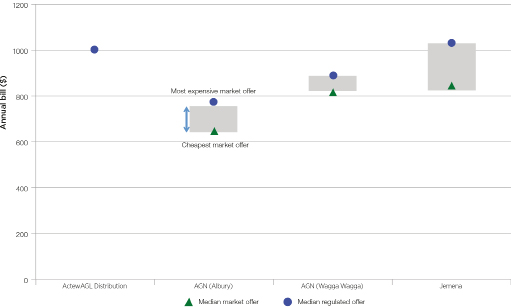 1200
1000
800
600
400
200
0
Annual bill ($)
Most expensive market offer
Cheapest market offer
ActewAGL Distribution
AGN (Albury)
AGN (Wagga Wagga)
Jemena
Median market offer
Median regulated offer